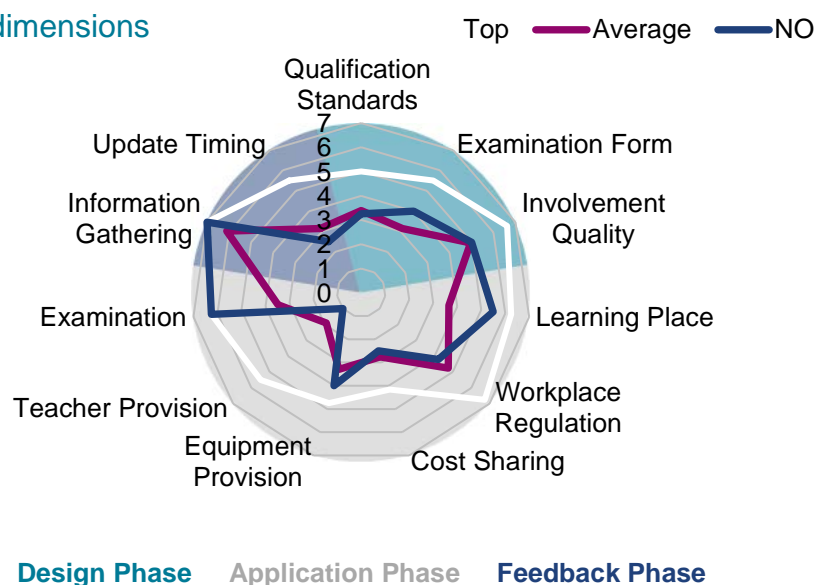 dimensions
Top Average NO
Qualification
Standards
7
6
5
4
3
2
1
0
Update Timing
Examination Form
Information
Gathering
Involvement
Quality
Examination
Learning Place
Teacher Provision
Workplace
Regulation
Equipment
Provision
Cost Sharing
Design Phase Application Phase Feedback Phase